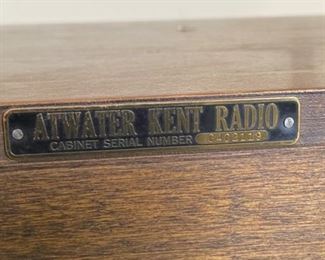 ATWATER KENT RADIO
CABINET SERIAL NUMBER